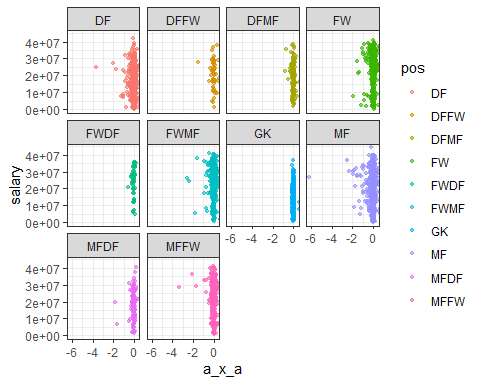 DF DFFW DFMF FW
4e+07
3e+07
2e+07
1e+07
0e+00
FWDF FWMF GK MF
4e+07
3e+07
2e+07
1e+07
0e+00
-6 -4 -2 0 -6 -4 -2 0
MFDF MFFW
4e+07
3e+07
2e+07
1e+07
0e+00
-6 -4 -2 0 -6 -4 -2 0
a_x_a
salary
pos
DF
DFFW
DFMF
FW
FWDF
FWMF
GK
MF
MFDF
MFFW